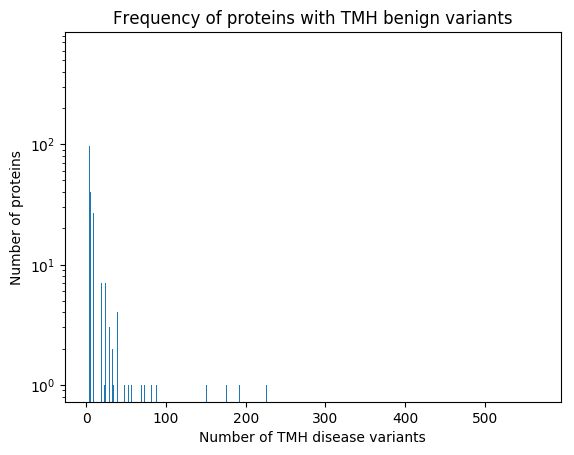 Frequency of proteins with TMH benign variants
Number of proteins
10²
10¹
10⁰
0 100 200 300 400 500
Number of TMH disease variants